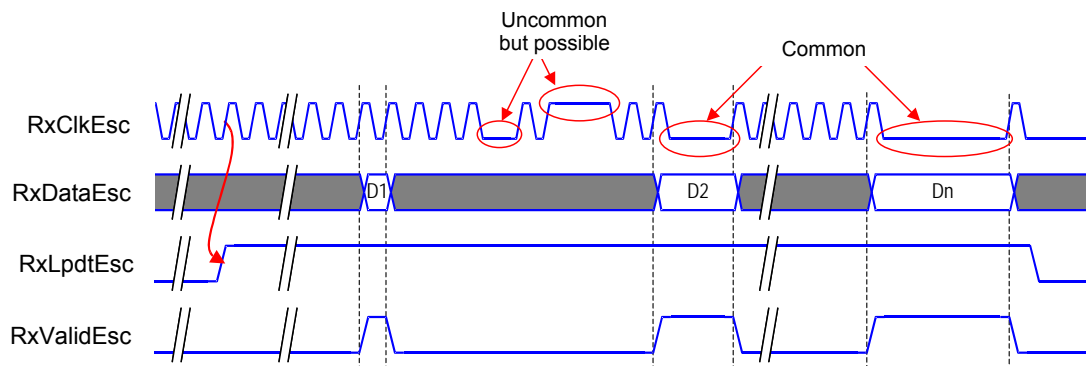 Uncommon
but possible
Common
RxClkEsc
RxDataEsc
D1
D2
Dn
RxLpdtEsc
RxValidEsc